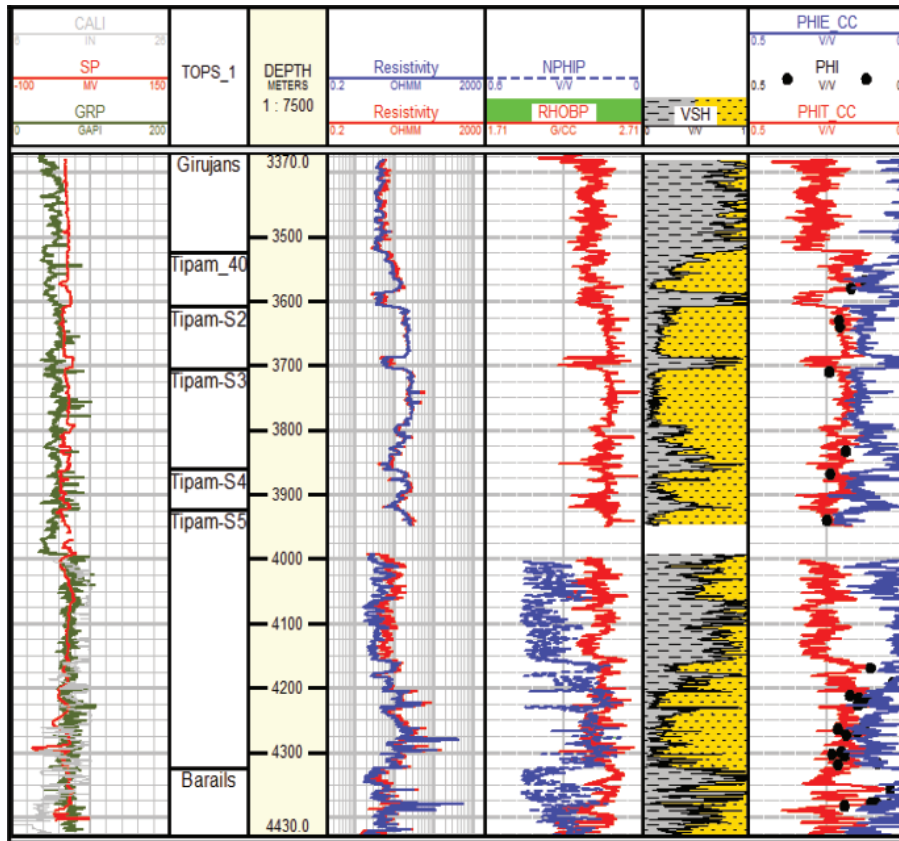 CALI
6 IN 26
SP
-100 MV 150
GRP
0 GAPI 200
TOPS_1
DEPTH
METERS
1 : 7500
Resistivity
0.2 OHMM 2000
Resistivity
0.2 OHMM 2000
NPHIP
0.6 V/V 0
RHOBP
1.71 G/CC 2.71
VSH
0 V/V 1
PHIE_CC
0.5 V/V 0
PHI
0.5 V/V 0
PHIT_CC
0.5 V/V 0
Girujans
Tipam_40
Tipam-S2
Tipam-S3
Tipam-S4
Tipam-S5
Barails
3370.0
3500
3600
3700
3800
3900
4000
4100
4200
4300
4430.0